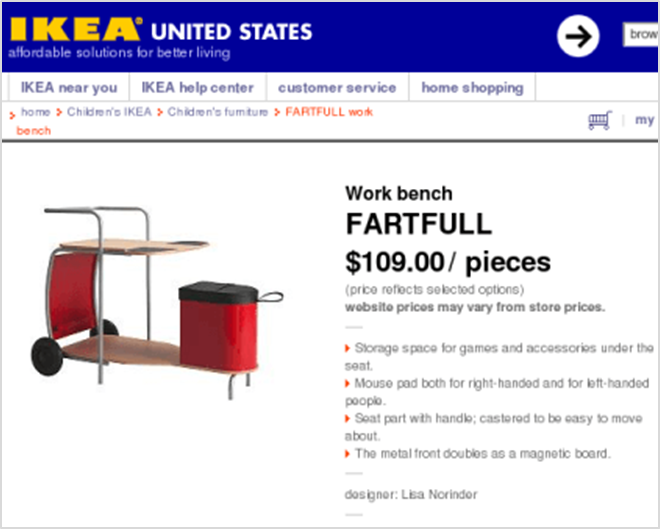 IKEA® UNITED STATES
affordable solutions for better living
brow
IKEA near you
IKEA help center
customer service
home shopping
home > Children's IKEA > Children's furniture > FARTFULL work
bench
my
Work bench
FARTFULL
$109.00/ pieces
(price reflects selected options)
website prices may vary from store prices.
Storage space for games and accessories under the
seat.
Mouse pad both for right-handed and for left-handed
people.
Seat part with handle; castered to be easy to move
about.
The metal front doubles as a magnetic board.
designer: Lisa Norinder